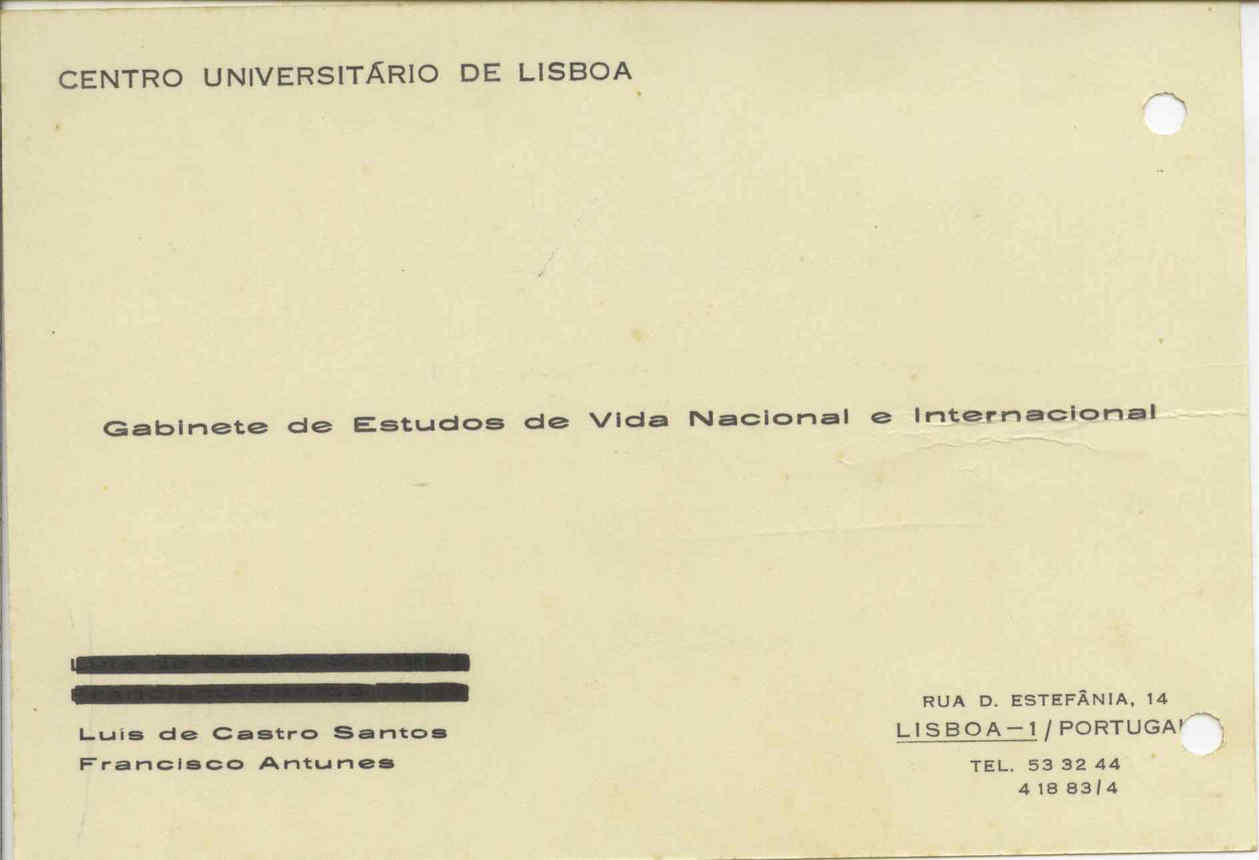 CENTRO UNIVERSITÁRIO DE LISBOA
Gabinete de Estudos de Vida Nacional e Internacional
Luis de Castro Santos
Francisco Antunes
RUA D. ESTEFÂNIA, 14
LISBOA—1/PORTUGAL
TEL. 53 32 44
4 18 83/4